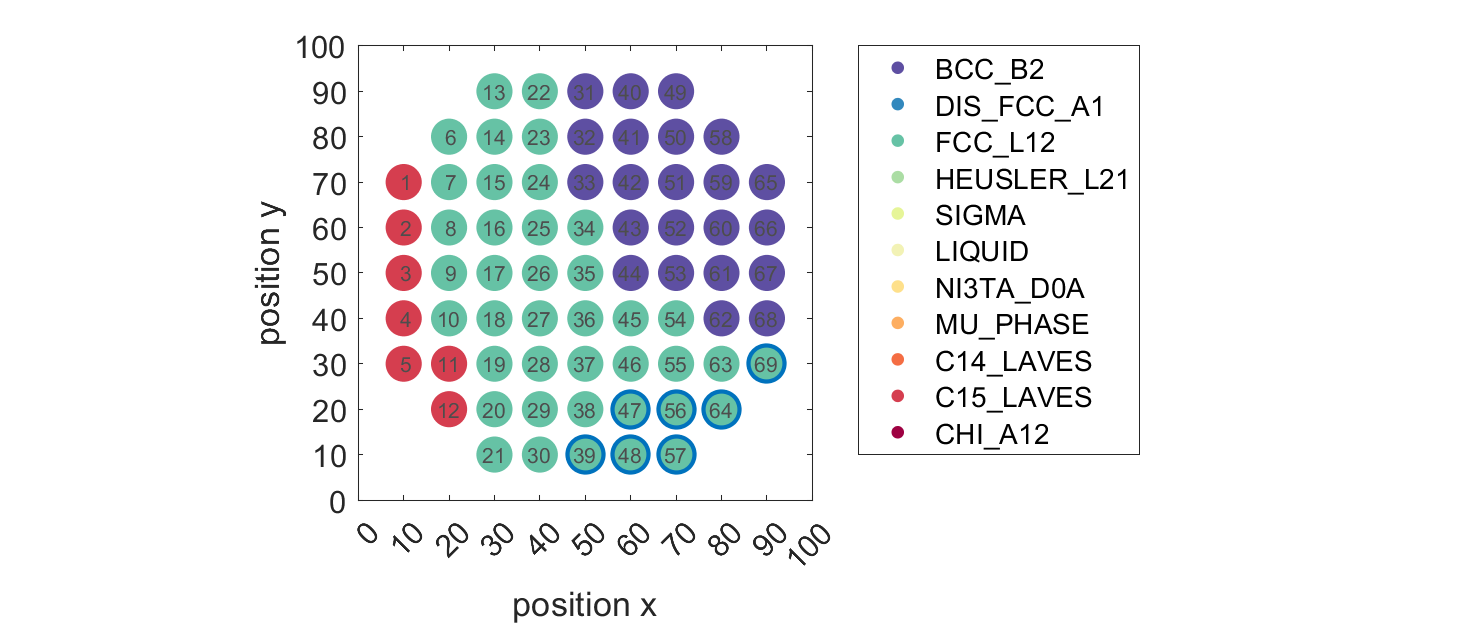 100
90 13 22 31 40 49
80 6 14 23 32 41 50 58
70 1 7 15 24 33 42 51 59 65
60 2 8 16 25 34 43 52 60 66
50 3 9 17 26 35 44 53 61 67
40 4 10 18 27 36 45 54 62 68
30 5 11 19 28 37 46 55 63 69
20 12 20 29 38 47 56 64
10 21 30 39 48 57
0
0 10 20 30 40 50 60 70 80 90 100
position x
position y
BCC_B2
DIS_FCC_A1
FCC_L12
HEUSLER_L21
SIGMA
LIQUID
NI3TA_D0A
MU_PHASE
C14_LAVES
C15_LAVES
CHI_A12